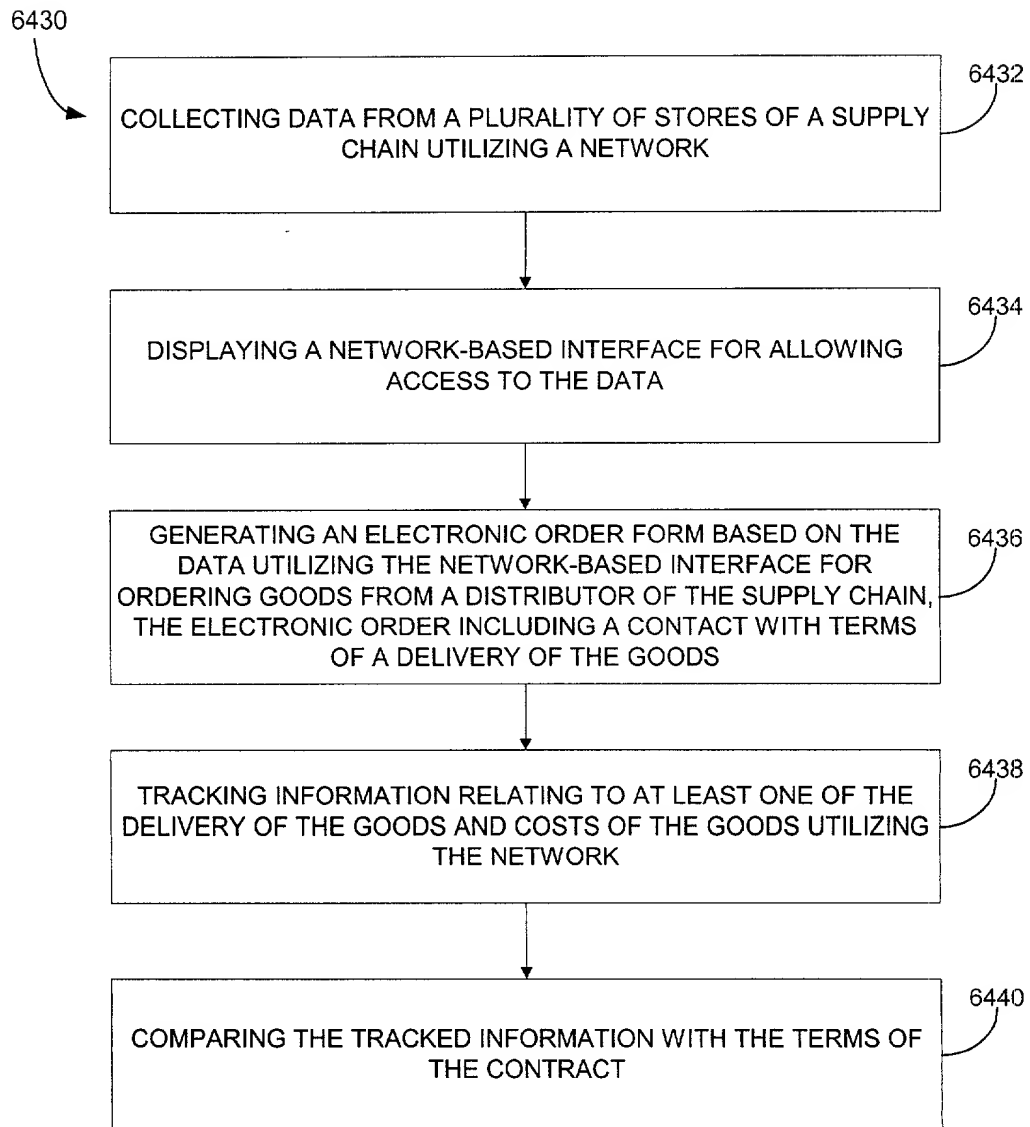 6430
6432
COLLECTING DATA FROM A PLURALITY OF STORES OF A SUPPLY
CHAIN UTILIZING A NETWORK
6434
DISPLAYING A NETWORK-BASED INTERFACE FOR ALLOWING
ACCESS TO THE DATA
6436
GENERATING AN ELECTRONIC ORDER FORM BASED ON THE
DATA UTILIZING THE NETWORK-BASED INTERFACE FOR
ORDERING GOODS FROM A DISTRIBUTOR OF THE SUPPLY CHAIN,
THE ELECTRONIC ORDER INCLUDING A CONTACT WITH TERMS
OF A DELIVERY OF THE GOODS
6438
TRACKING INFORMATION RELATING TO AT LEAST ONE OF THE
DELIVERY OF THE GOODS AND COSTS OF THE GOODS UTILIZING
THE NETWORK
6440
COMPARING THE TRACKED INFORMATION WITH THE TERMS OF
THE CONTRACT